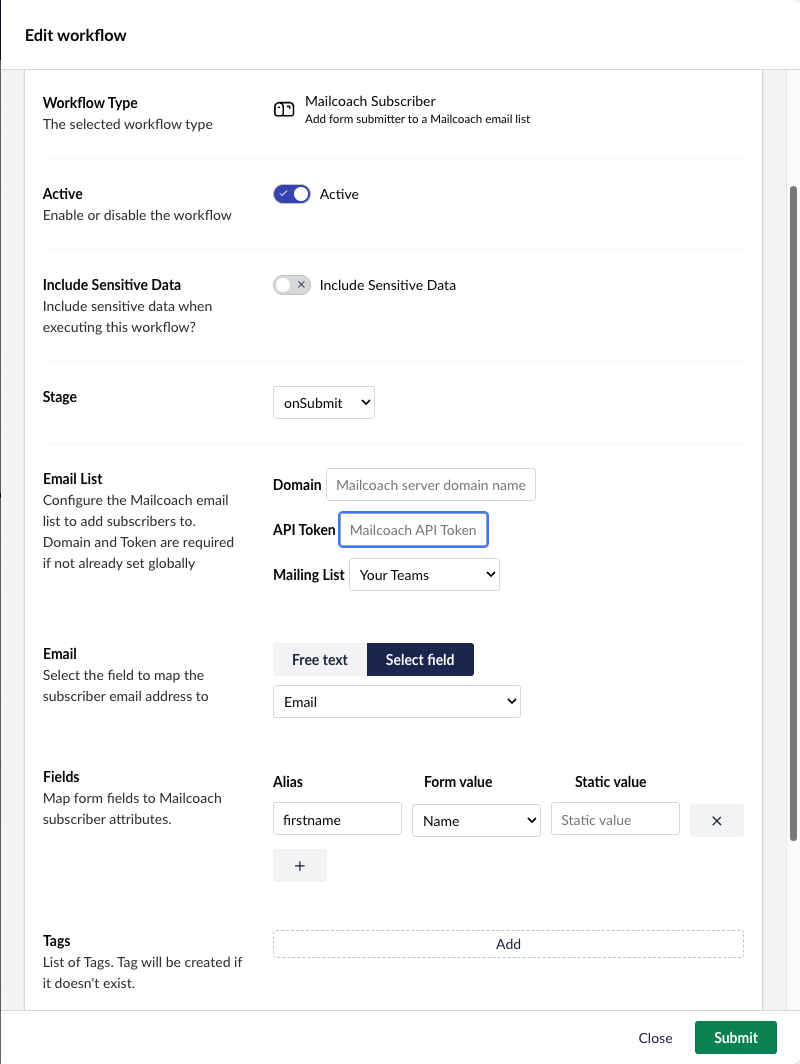 Edit workflow
Workflow Type
The selected workflow type
Mailcoach Subscriber
Add form submitter to a Mailcoach email list
Active
Enable or disable the workflow
Active
Include Sensitive Data
Include sensitive data when
executing this workflow?
Include Sensitive Data
Stage
onSubmit
Email List
Configure the Mailcoach email
list to add subscribers to.
Domain and Token are required
if not already set globally
Domain Mailcoach server domain name
API Token Mailcoach API Token
Mailing List Your Teams
Email
Select the field to map the
subscriber email address to
Free text Select field
Email
Fields
Map form fields to Mailcoach
subscriber attributes.
Alias Form value Static value
firstname Name Static value
+
Tags
List of Tags. Tag will be created if
it doesn't exist.
Add
Close Submit